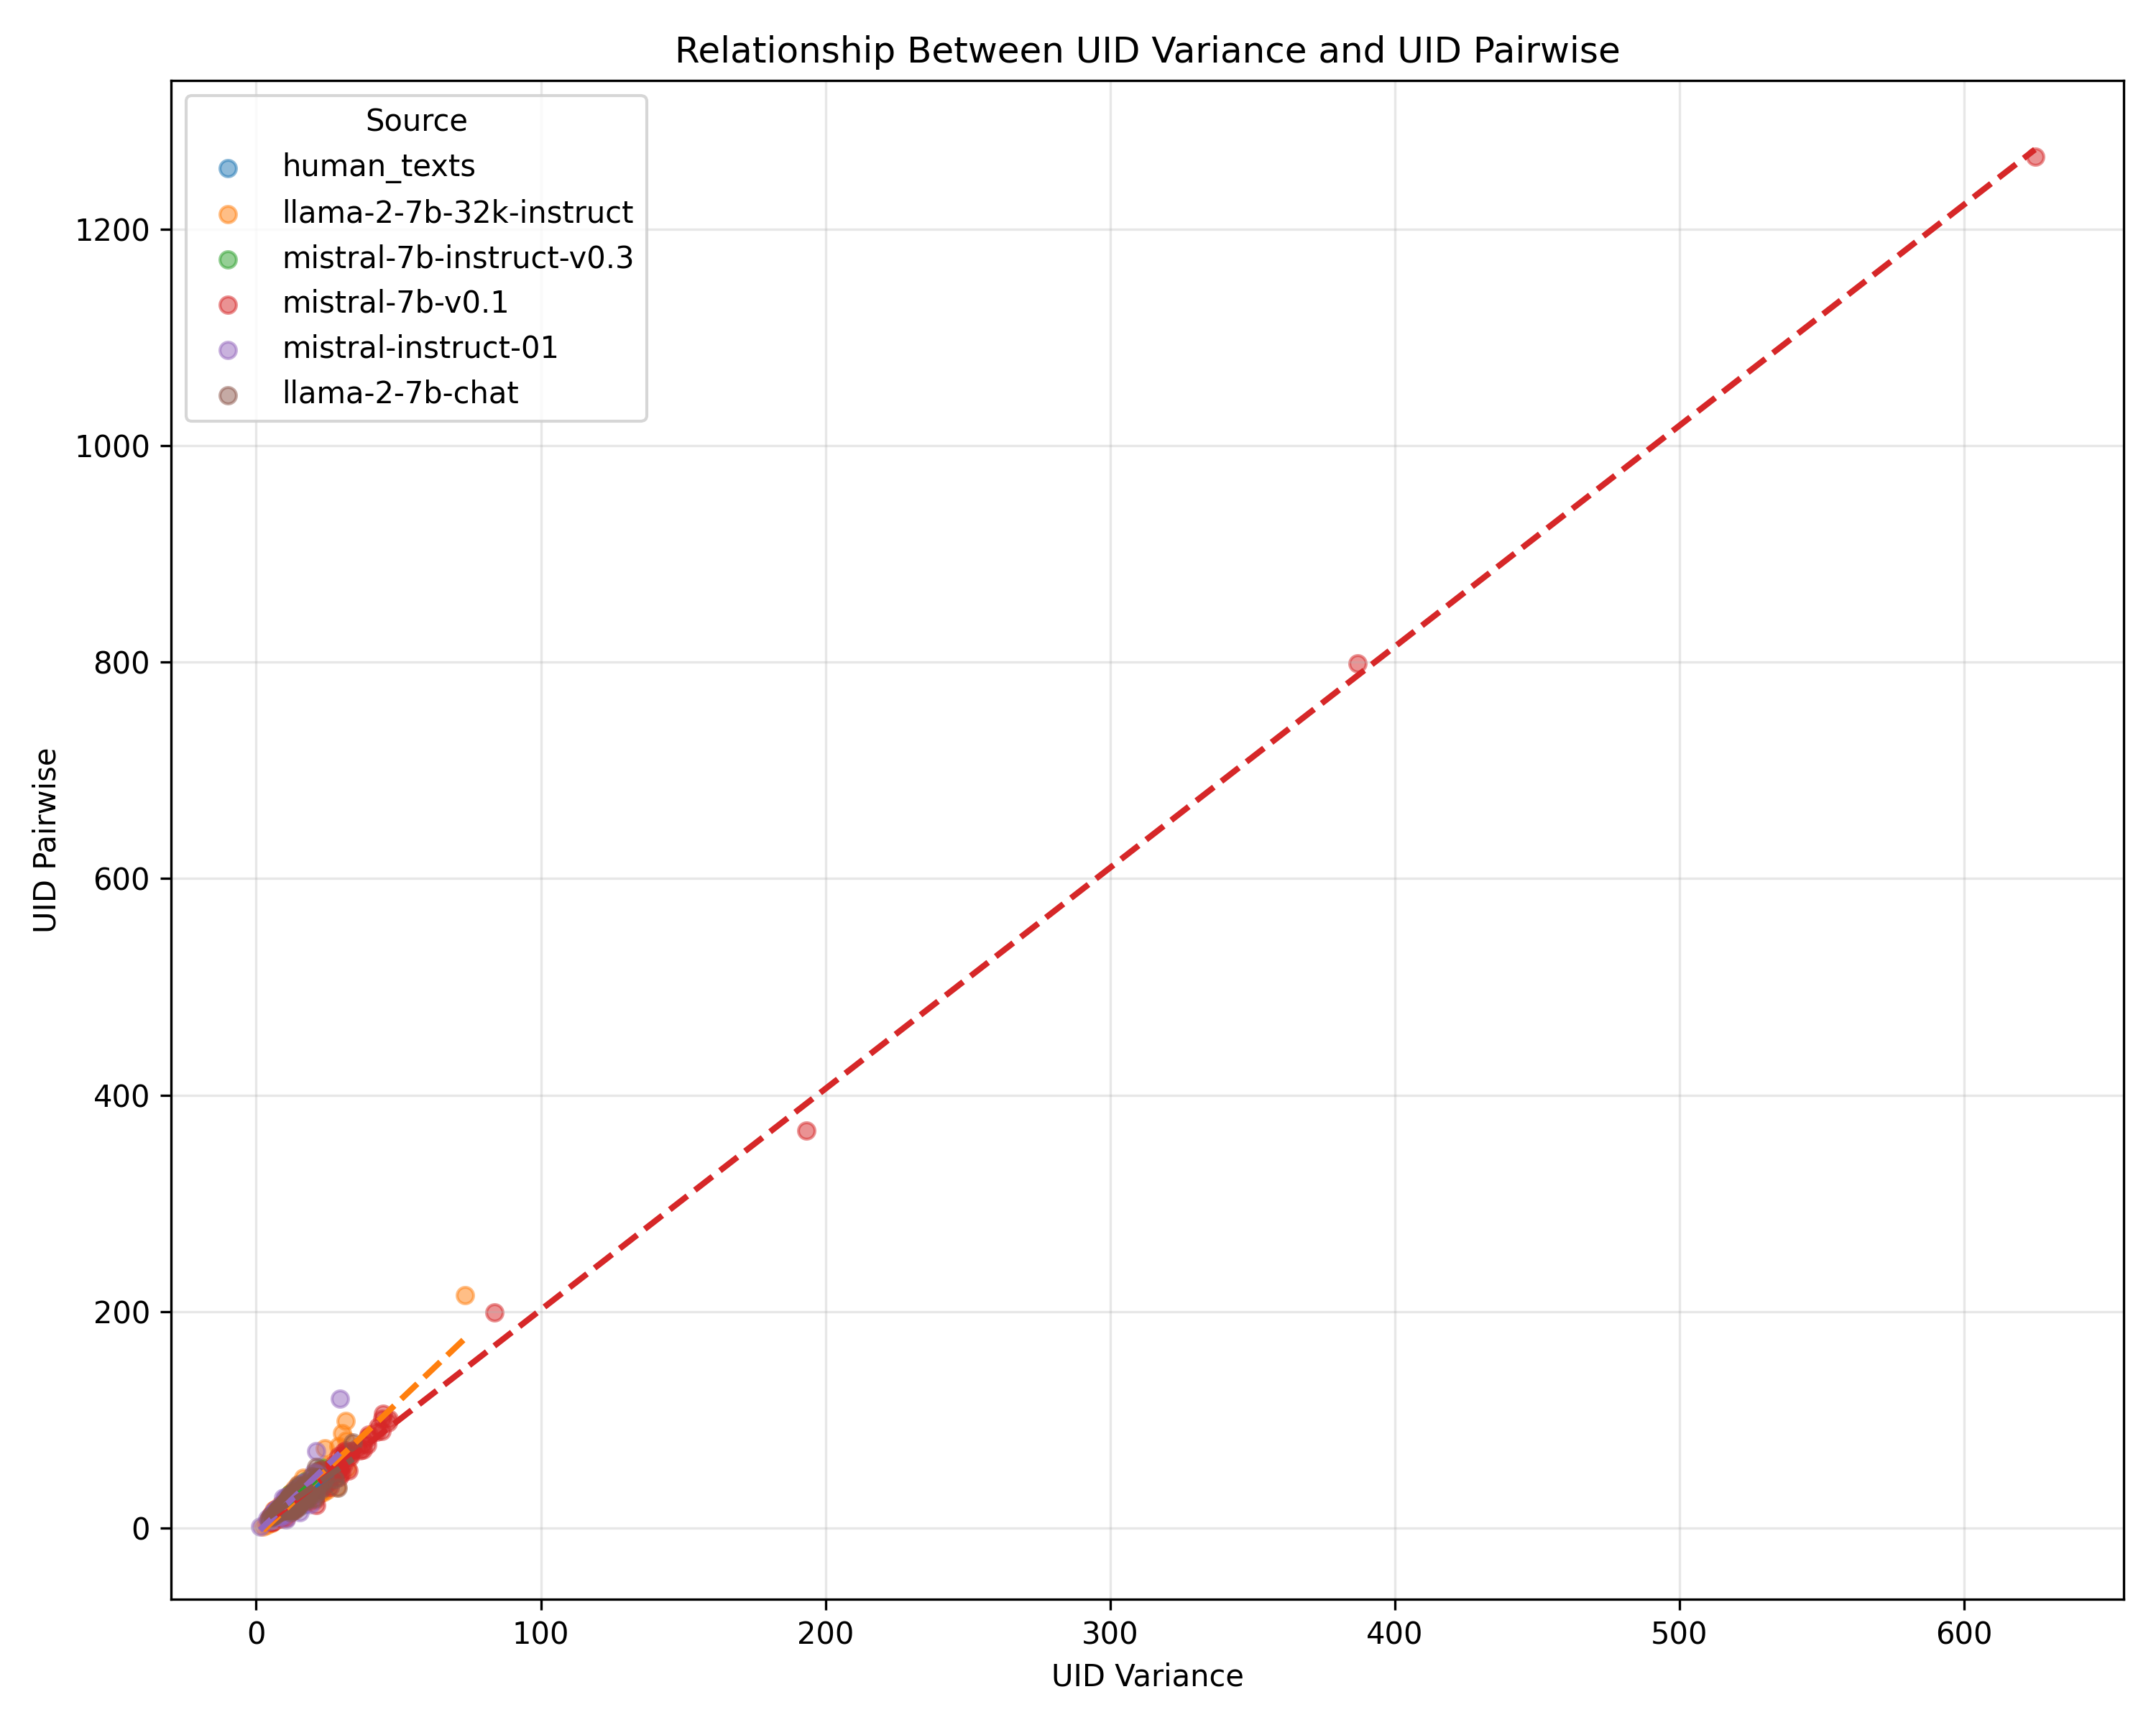 Relationship Between UID Variance and UID Pairwise
Source
human_texts
llama-2-7b-32k-instruct
mistral-7b-instruct-v0.3
mistral-7b-v0.1
mistral-instruct-01
llama-2-7b-chat
UID Pairwise
1200
1000
800
600
400
200
0
0 100 200 300 400 500 600
UID Variance